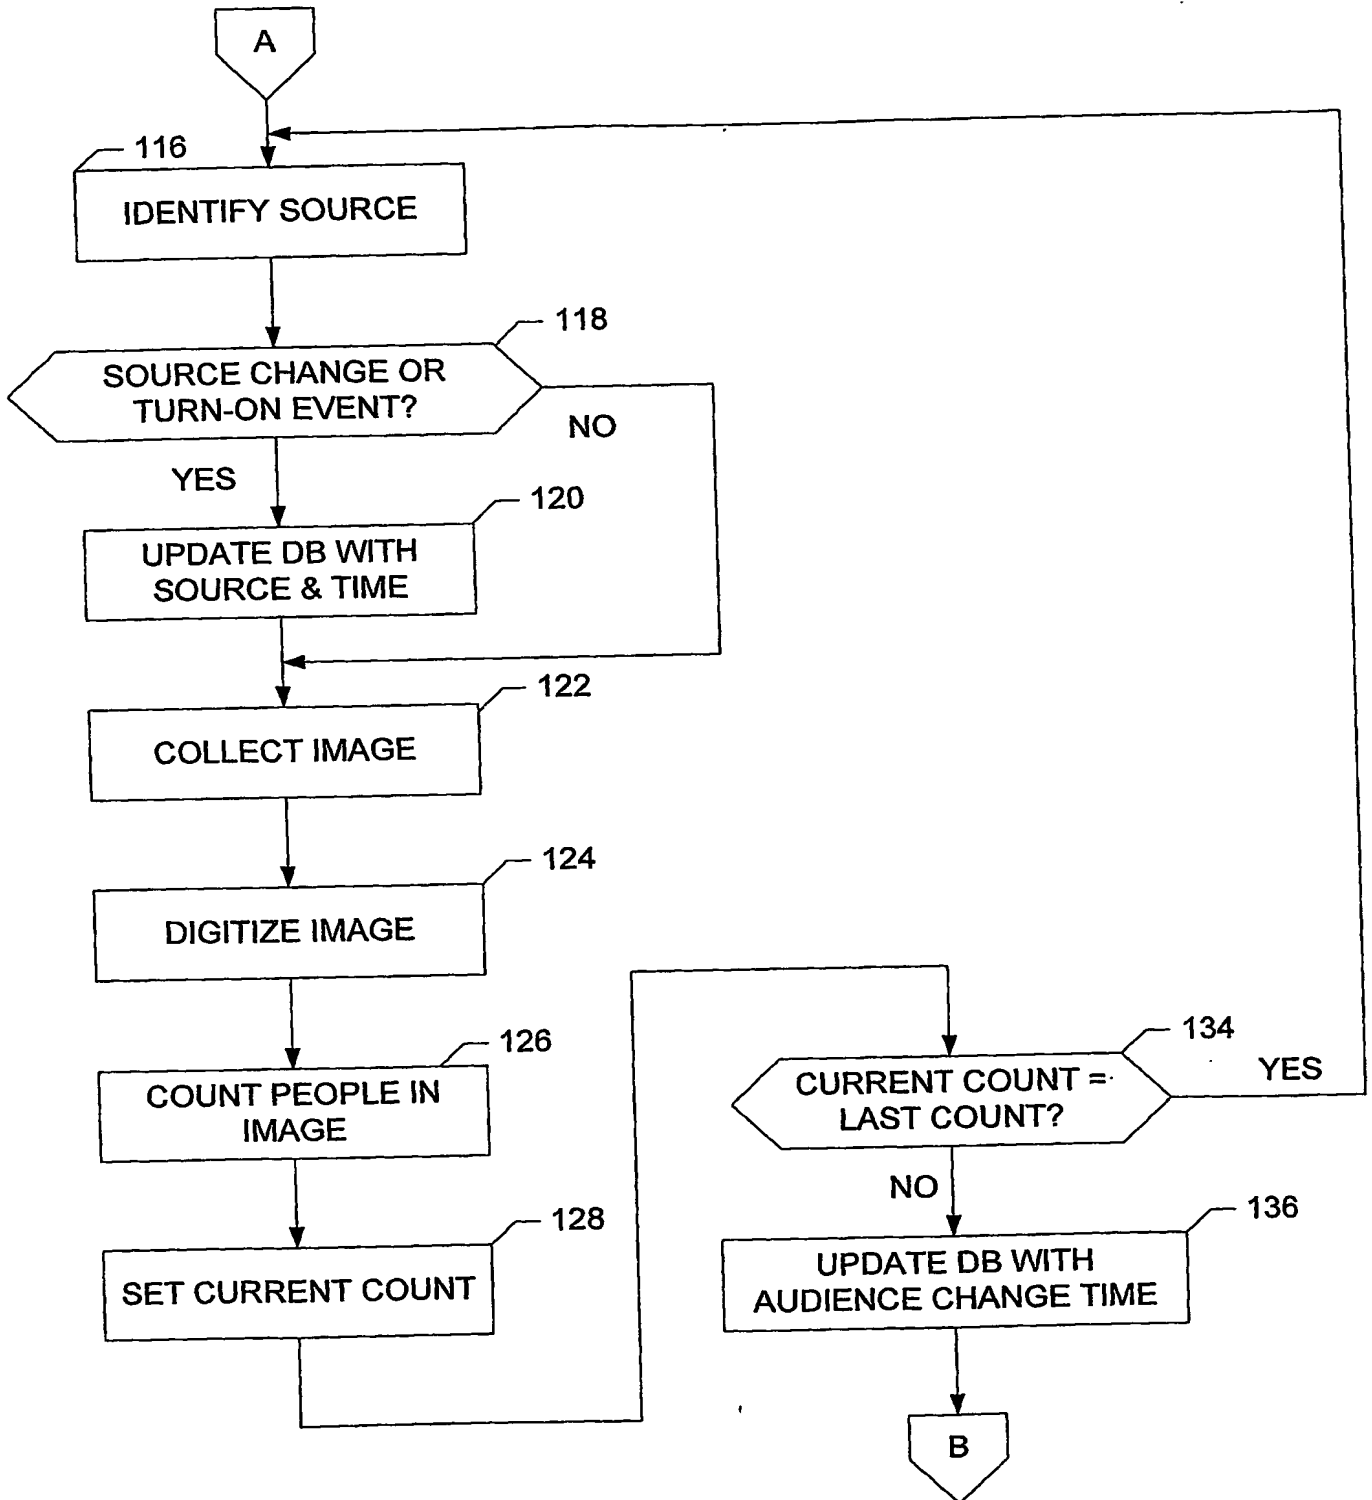 A
116
IDENTIFY SOURCE
118
SOURCE CHANGE OR
TURN-ON EVENT?
NO
YES
120
UPDATE DB WITH
SOURCE & TIME
122
COLLECT IMAGE
124
DIGITIZE IMAGE
126
COUNT PEOPLE IN
IMAGE
128
SET CURRENT COUNT
134
CURRENT COUNT =
LAST COUNT?
YES
NO
136
UPDATE DB WITH
AUDIENCE CHANGE TIME
B